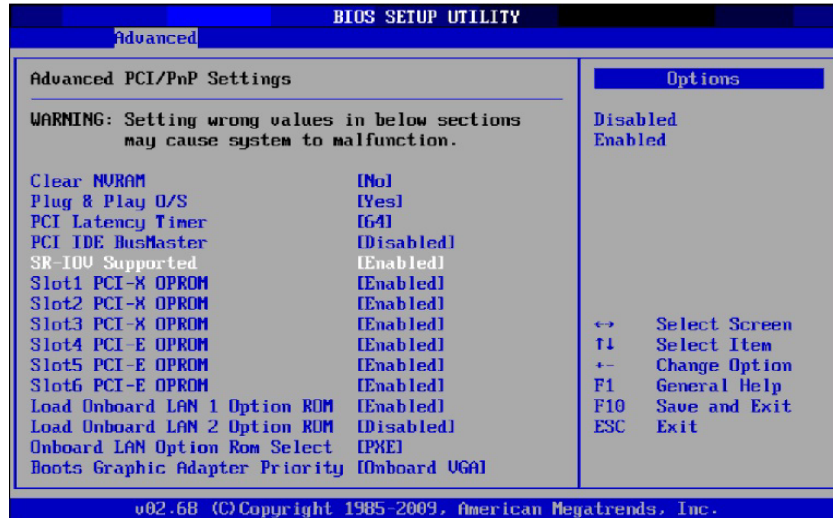 BIOS SETUP UTILITY
Advanced
Advanced PCI/PnP Settings
WARNING: Setting wrong values in below sections
may cause system to malfunction.
Clear NVRAM [No]
Plug & Play O/S [Yes]
PCI Latency Timer [64]
PCI IDE BusMaster [Disabled]
SR-IOV Supported [Enabled]
Slot1 PCI-X OPROM [Enabled]
Slot2 PCI-X OPROM [Enabled]
Slot3 PCI-X OPROM [Enabled]
Slot4 PCI-E OPROM [Enabled]
Slot5 PCI-E OPROM [Enabled]
Slot6 PCI-E OPROM [Enabled]
Load Onboard LAN 1 Option ROM [Enabled]
Load Onboard LAN 2 Option ROM [Disabled]
Onboard LAN Option Rom Select [PXE]
Boots Graphic Adapter Priority [Onboard VGA]
Options
Disabled
Enabled
↔ Select Screen
↑↓ Select Item
+- Change Option
F1 General Help
F10 Save and Exit
ESC Exit
v02.68 (C)Copyright 1985-2009, American Megatrends, Inc.